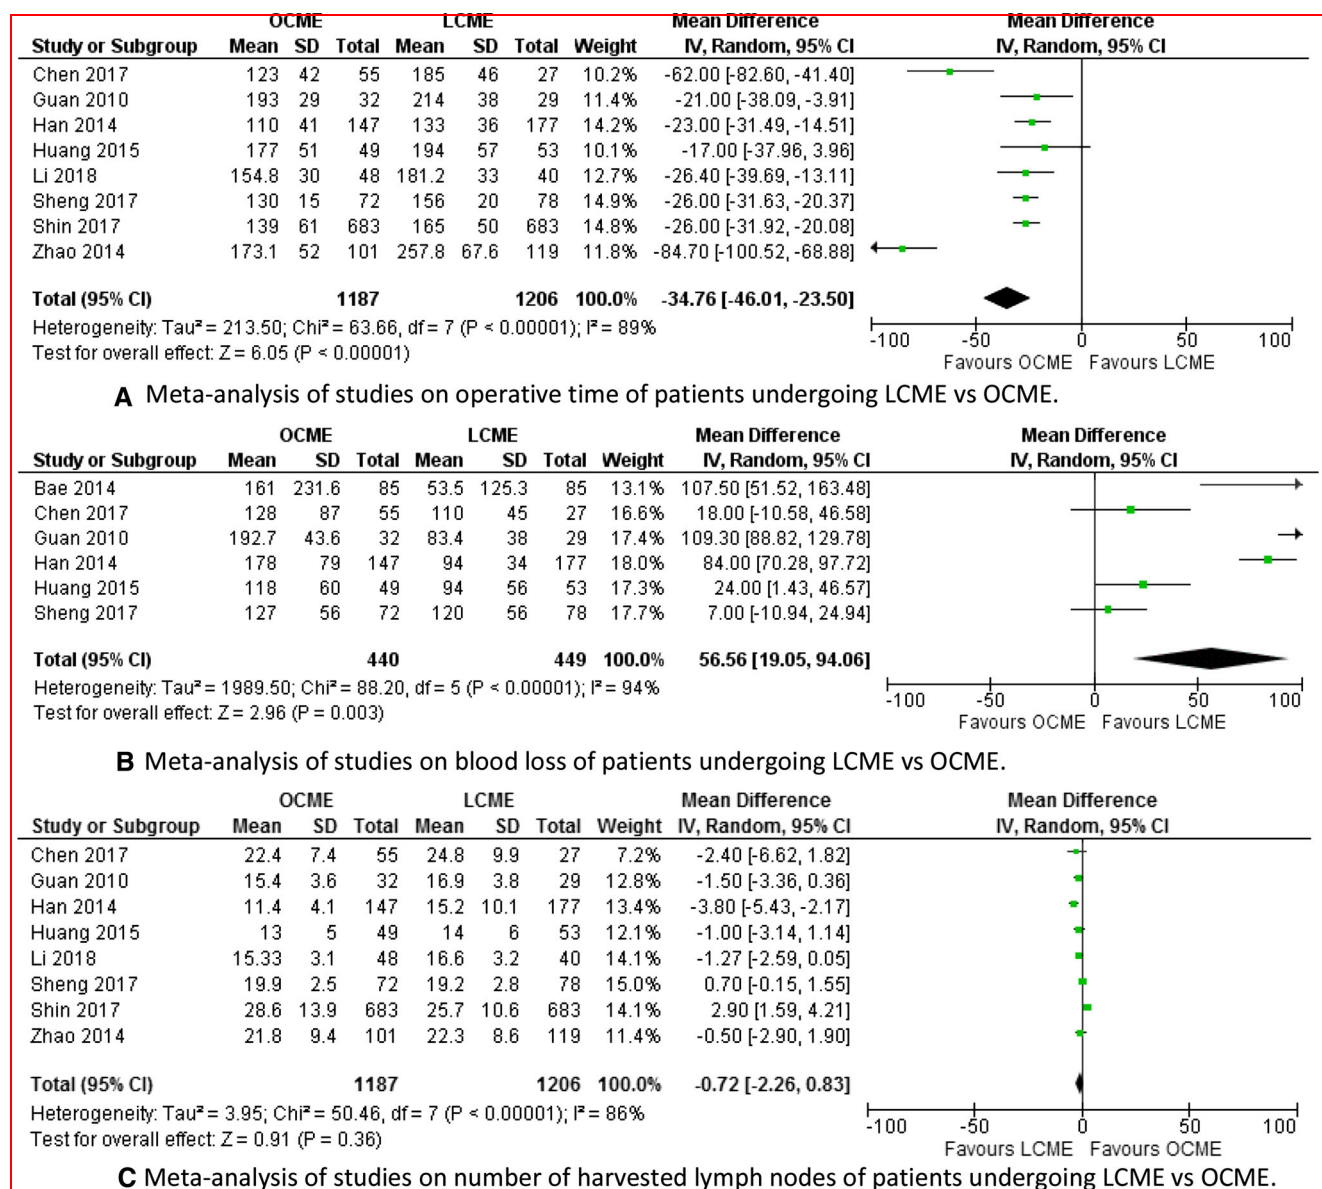 OCME LCME Mean Difference Mean Difference
Study or Subgroup Mean SD Total Mean SD Total Weight IV, Random, 95% CI IV, Random, 95% CI
Chen 2017 123 42 55 185 46 27 10.2% -62.00 [-82.60, -41.40]
Guan 2010 193 29 32 214 38 29 11.4% -21.00 [-38.09, -3.91]
Han 2014 110 41 147 133 36 177 14.2% -23.00 [-31.49, -14.51]
Huang 2015 177 51 49 194 57 53 10.1% -17.00 [-37.96, 3.96]
Li 2018 154.8 30 48 181.2 33 40 12.7% -26.40 [-39.69, -13.11]
Sheng 2017 130 15 72 156 20 78 14.9% -26.00 [-31.63, -20.37]
Shin 2017 139 61 683 165 50 683 14.8% -26.00 [-31.92, -20.08]
Zhao 2014 173.1 52 101 257.8 67.6 119 11.8% -84.70 [-100.52, -68.88]
Total (95% CI) 1187 1206 100.0% -34.76 [-46.01, -23.50]
Heterogeneity: Tau² = 213.50; Chi² = 63.66, df = 7 (P < 0.00001); I² = 89%
Test for overall effect: Z = 6.05 (P < 0.00001)
-100 -50 0 50 100
Favours OCME Favours LCME
A Meta-analysis of studies on operative time of patients undergoing LCME vs OCME.
OCME LCME Mean Difference Mean Difference
Study or Subgroup Mean SD Total Mean SD Total Weight IV, Random, 95% CI IV, Random, 95% CI
Bae 2014 161 231.6 85 53.5 125.3 85 13.1% 107.50 [51.52, 163.48]
Chen 2017 128 87 55 110 45 27 16.6% 18.00 [-10.58, 46.58]
Guan 2010 192.7 43.6 32 83.4 38 29 17.4% 109.30 [88.82, 129.78]
Han 2014 178 79 147 94 34 177 18.0% 84.00 [70.28, 97.72]
Huang 2015 118 60 49 94 56 53 17.3% 24.00 [1.43, 46.57]
Sheng 2017 127 56 72 120 56 78 17.7% 7.00 [-10.94, 24.94]
Total (95% CI) 440 449 100.0% 56.56 [19.05, 94.06]
Heterogeneity: Tau² = 1989.50; Chi² = 88.20, df = 5 (P < 0.00001); I² = 94%
Test for overall effect: Z = 2.96 (P = 0.003)
-100 -50 0 50 100
Favours OCME Favours LCME
B Meta-analysis of studies on blood loss of patients undergoing LCME vs OCME.
OCME LCME Mean Difference Mean Difference
Study or Subgroup Mean SD Total Mean SD Total Weight IV, Random, 95% CI IV, Random, 95% CI
Chen 2017 22.4 7.4 55 24.8 9.9 27 7.2% -2.40 [-6.62, 1.82]
Guan 2010 15.4 3.6 32 16.9 3.8 29 12.8% -1.50 [-3.36, 0.36]
Han 2014 11.4 4.1 147 15.2 10.1 177 13.4% -3.80 [-5.43, -2.17]
Huang 2015 13 5 49 14 6 53 12.1% -1.00 [-3.14, 1.14]
Li 2018 15.33 3.1 48 16.6 3.2 40 14.1% -1.27 [-2.59, 0.05]
Sheng 2017 19.9 2.5 72 19.2 2.8 78 15.0% 0.70 [-0.15, 1.55]
Shin 2017 28.6 13.9 683 25.7 10.6 683 14.1% 2.90 [1.59, 4.21]
Zhao 2014 21.8 9.4 101 22.3 8.6 119 11.4% -0.50 [-2.90, 1.90]
Total (95% CI) 1187 1206 100.0% -0.72 [-2.26, 0.83]
Heterogeneity: Tau² = 3.95; Chi² = 50.46, df = 7 (P < 0.00001); I² = 86%
Test for overall effect: Z = 0.91 (P = 0.36)
-100 -50 0 50 100
Favours LCME Favours OCME
C Meta-analysis of studies on number of harvested lymph nodes of patients undergoing LCME vs OCME.